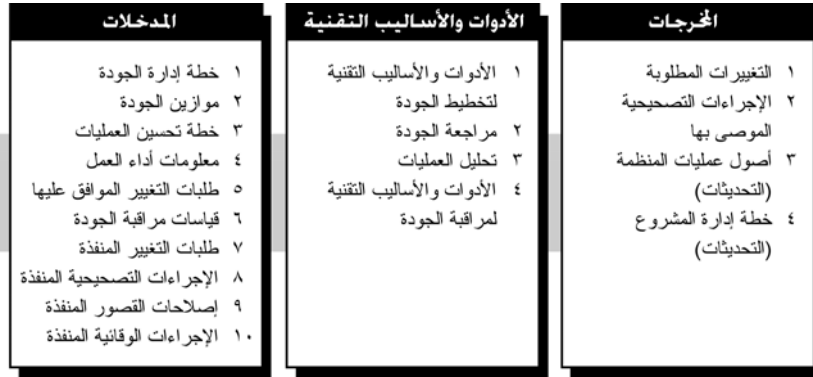 المخرجات
١ التغييرات المطلوبة
٢ الإجراءات التصحيحية
الموصى بها
٣ أصول عمليات المنظمة
(التحديثات)
٤ خطة إدارة المشروع
(التحديثات)
الأدوات والأساليب التقنية
١ الأدوات والأساليب التقنية
لتخطيط الجودة
٢ مراجعة الجودة
٣ تحليل العمليات
٤ الأدوات والأساليب التقنية
لمراقبة الجودة
المدخلات
١ خطة إدارة الجودة
٢ موازين الجودة
٣ خطة تحسين العمليات
٤ معلومات أداء العمل
٥ طلبات التغيير الموافق عليها
٦ قياسات مراقبة الجودة
٧ طلبات التغيير المنفذة
٨ الإجراءات التصحيحية المنفذة
٩ إصلاحات القصور المنفذة
١٠ الإجراءات الوقائية المنفذة